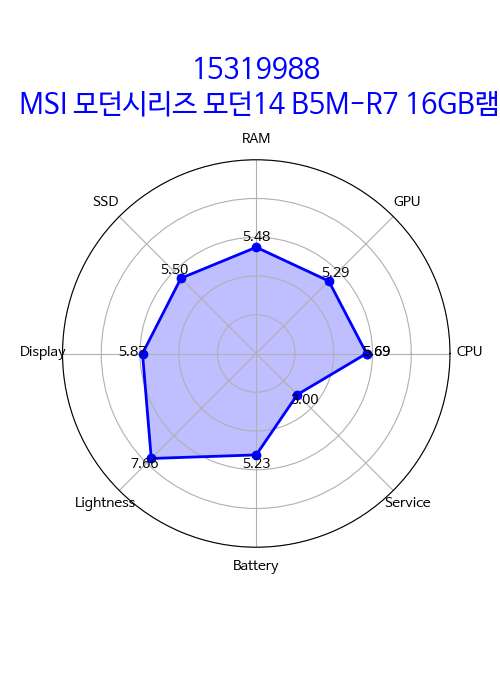 15319988
MSI 모던시리즈 모던14 B5M-R7 16GB램
RAM
SSD
GPU
5.48
5.50
5.29
Display
5.87
5.69
CPU
3.00
7.66
5.23
Lightness
Service
Battery